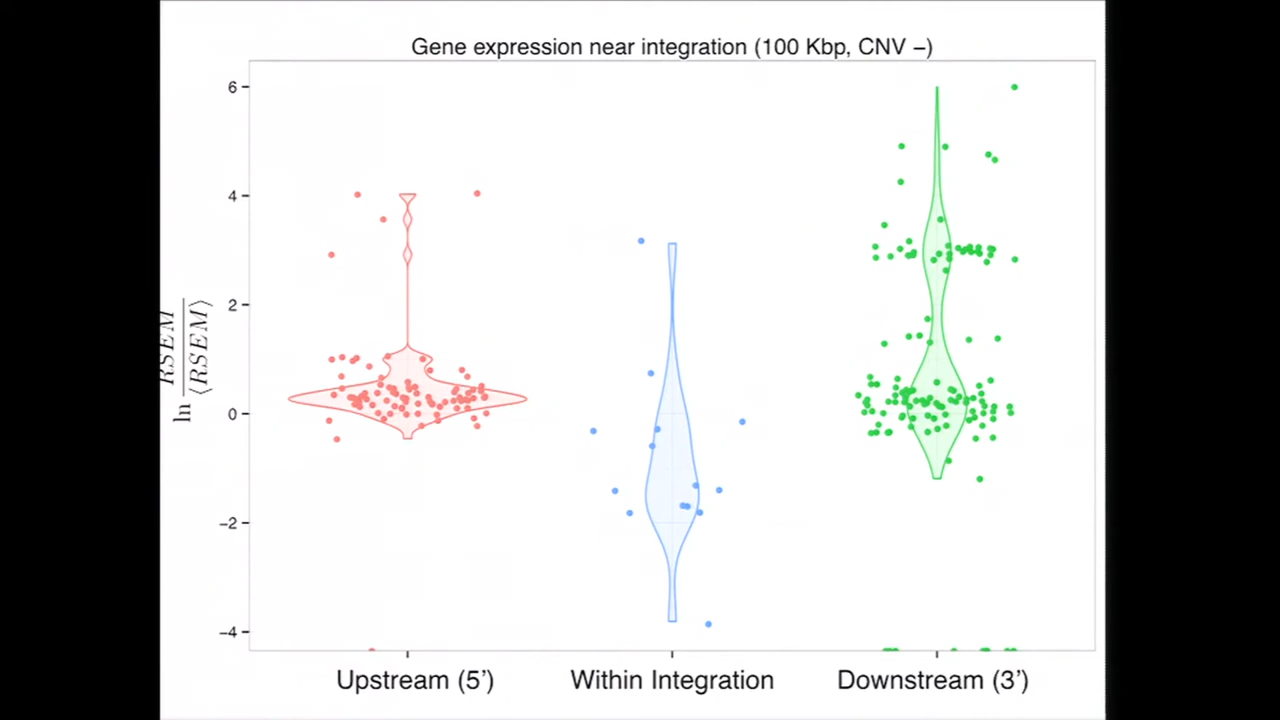 Gene expression near integration (100 Kbp, CNV −)
6
4
2
0
−2
−4
ln RSEM / ⟨RSEM⟩
Upstream (5’) Within Integration Downstream (3’)